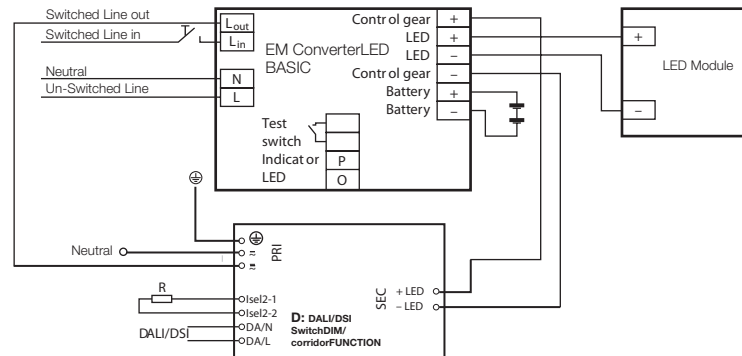 Switched Line out
Switched Line in
Neutral
Un-Switched Line
Lout
Lin
N
L
EM ConverterLED
BASIC
Control gear +
LED +
LED –
Control gear –
Battery +
Battery –
Test
switch
Indicator
LED
P
O
+
–
LED Module
Neutral
PRI
R
Isel2-1
Isel2-2
DALI/DSI
DA/N
DA/L
D: DALI/DSI
SwitchDIM/
corridorFUNCTION
SEC
+ LED
– LED